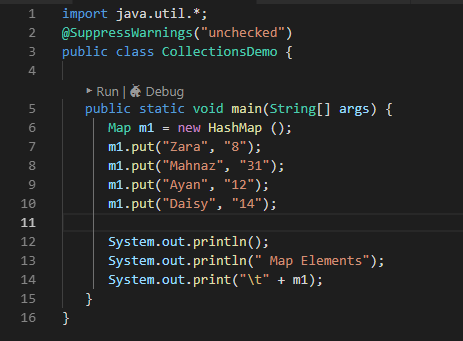 1 import java.util.*;
2 @SuppressWarnings("unchecked")
3 public class CollectionsDemo {
4
Run | Debug
5 public static void main(String[] args) {
6 Map m1 = new HashMap ();
7 m1.put("Zara", "8");
8 m1.put("Mahnaz", "31");
9 m1.put("Ayan", "12");
10 m1.put("Daisy", "14");
11
12 System.out.println();
13 System.out.println(" Map Elements");
14 System.out.print("\t" + m1);
15 }
16 }